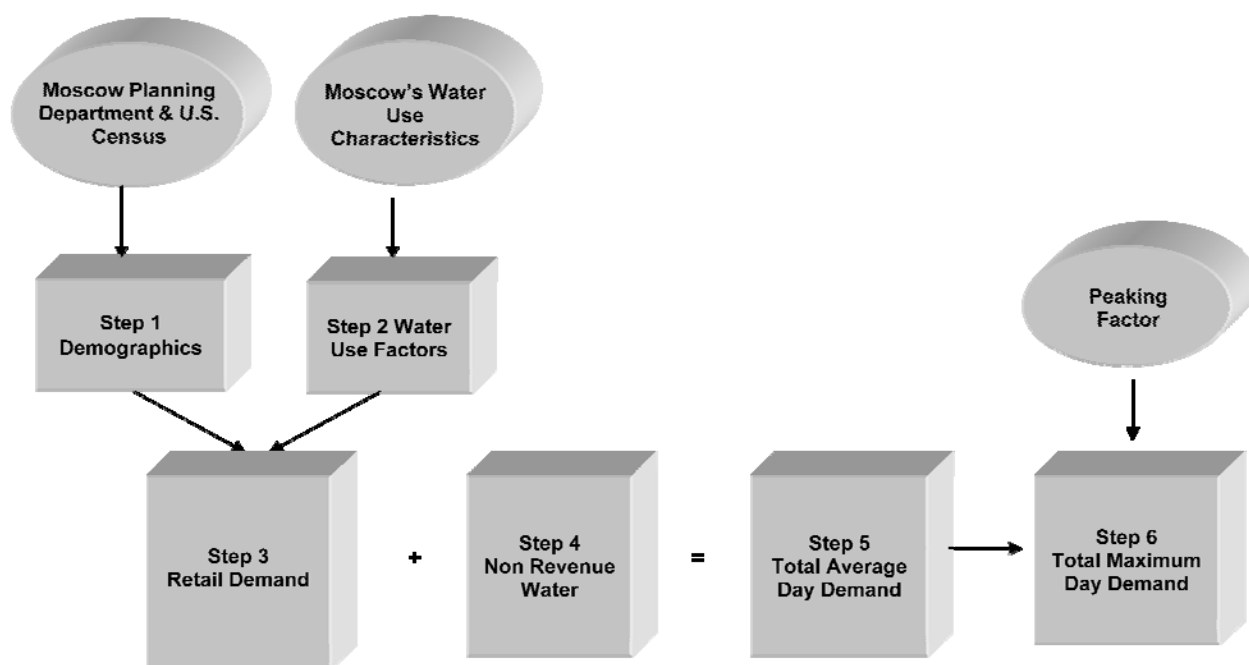 Moscow Planning
Department & U.S.
Census
Moscow's Water
Use
Characteristics
Step 1
Demographics
Step 2 Water
Use Factors
Peaking
Factor
Step 3
Retail Demand
+
Step 4
Non Revenue
Water
=
Step 5
Total Average
Day Demand
Step 6
Total Maximum
Day Demand